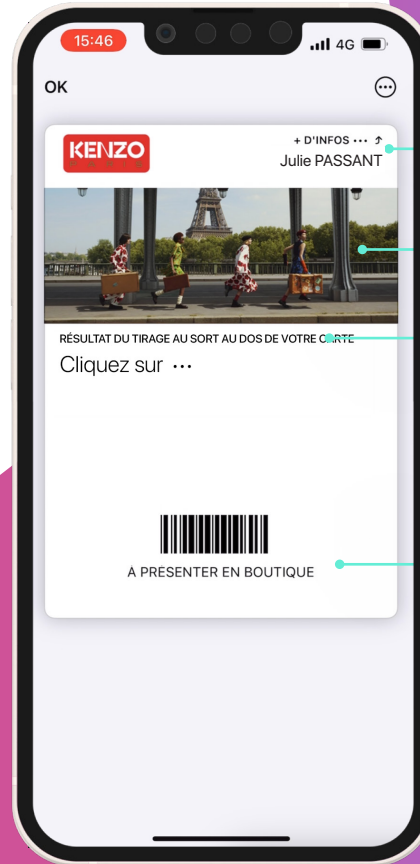 15:46
4G
OK
KENZO
+ D'INFOS ••• ↑
Julie PASSANT
RÉSULTAT DU TIRAGE AU SORT AU DOS DE VOTRE CARTE
Cliquez sur •••
A PRÉSENTER EN BOUTIQUE